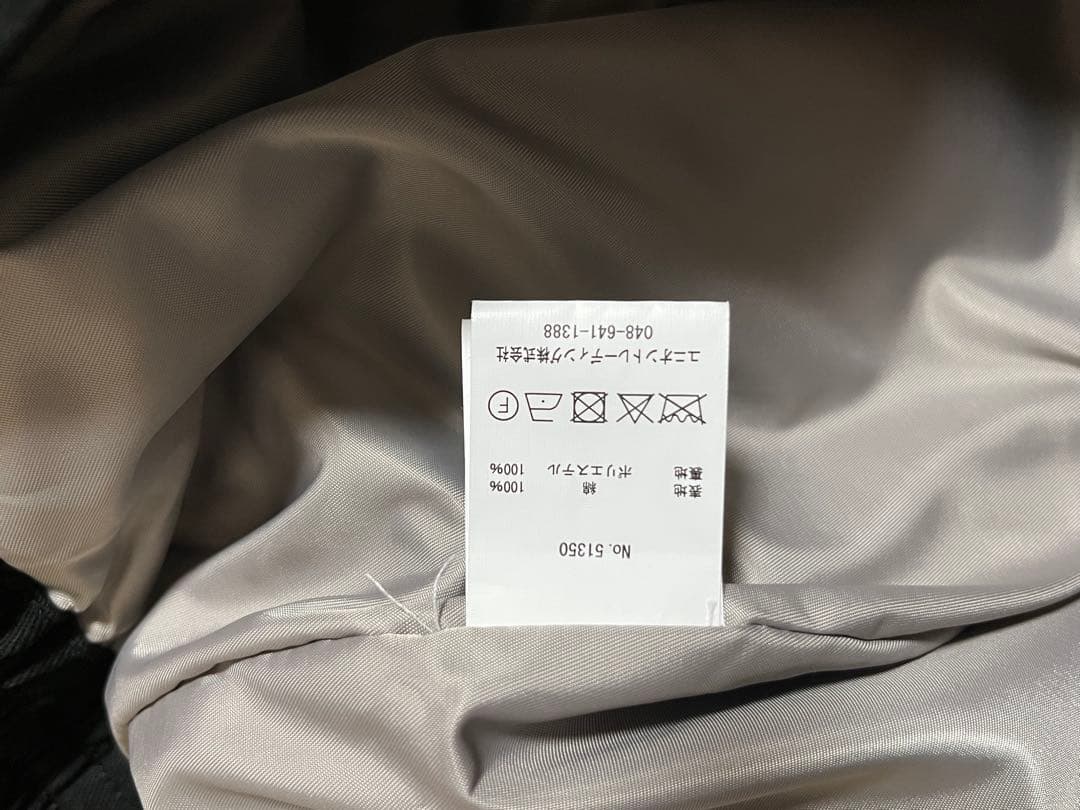 No. 51350
表地 綿 100%
裏地 ポリエステル 100%
F
ユニオントレーディング株式会社
048-641-1388